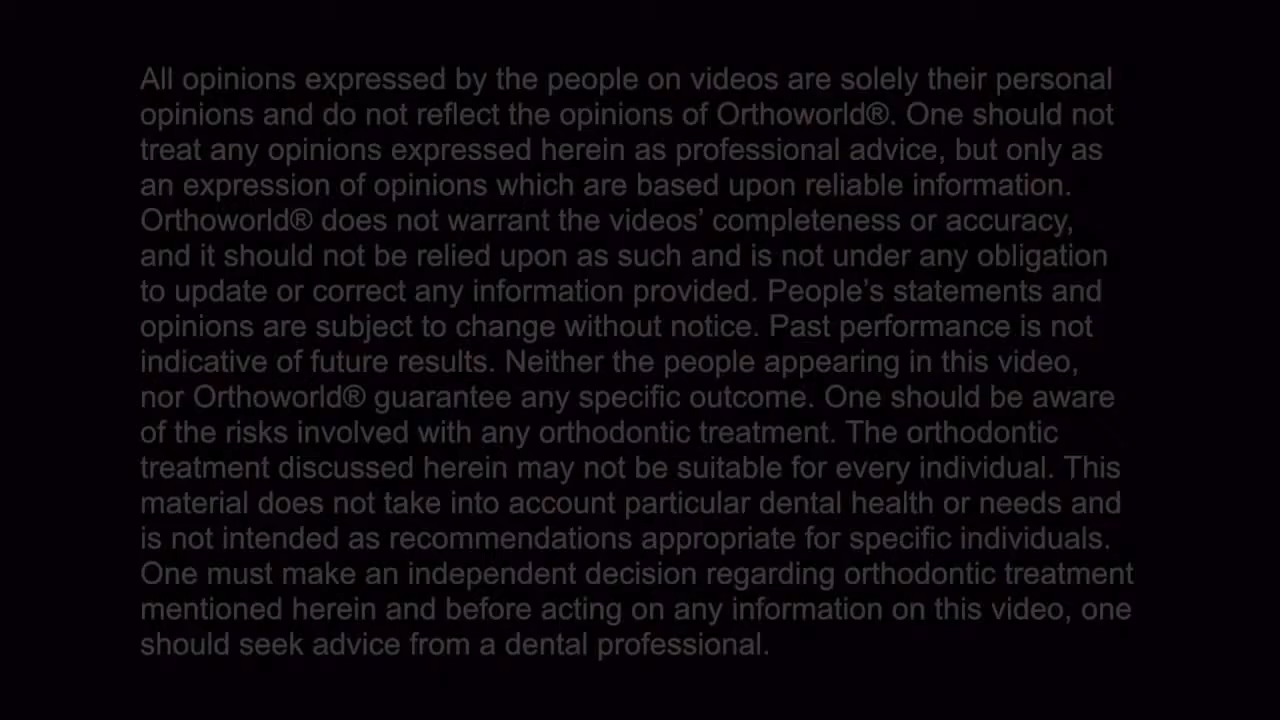 All opinions expressed by the people on videos are solely their personal
opinions and do not reflect the opinions of Orthoworld®. One should not
treat any opinions expressed herein as professional advice, but only as
an expression of opinions which are based upon reliable information.
Orthoworld® does not warrant the videos’ completeness or accuracy,
and it should not be relied upon as such and is not under any obligation
to update or correct any information provided. People’s statements and
opinions are subject to change without notice. Past performance is not
indicative of future results. Neither the people appearing in this video,
nor Orthoworld® guarantee any specific outcome. One should be aware
of the risks involved with any orthodontic treatment. The orthodontic
treatment discussed herein may not be suitable for every individual. This
material does not take into account particular dental health or needs and
is not intended as recommendations appropriate for specific individuals.
One must make an independent decision regarding orthodontic treatment
mentioned herein and before acting on any information on this video, one
should seek advice from a dental professional.